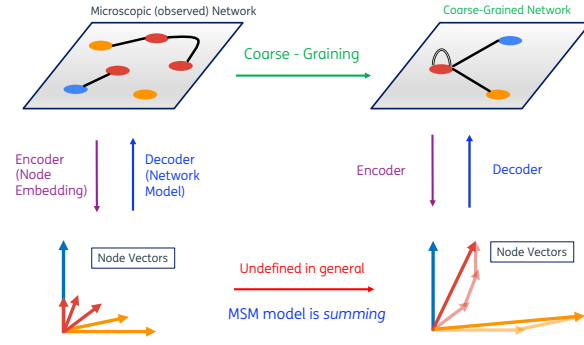 Microscopic (observed) Network
Coarse-Grained Network
Coarse - Graining
Encoder
(Node
Embedding)
Decoder
(Network
Model)
Encoder
Decoder
Node Vectors
Undefined in general
MSM model is summing
Node Vectors